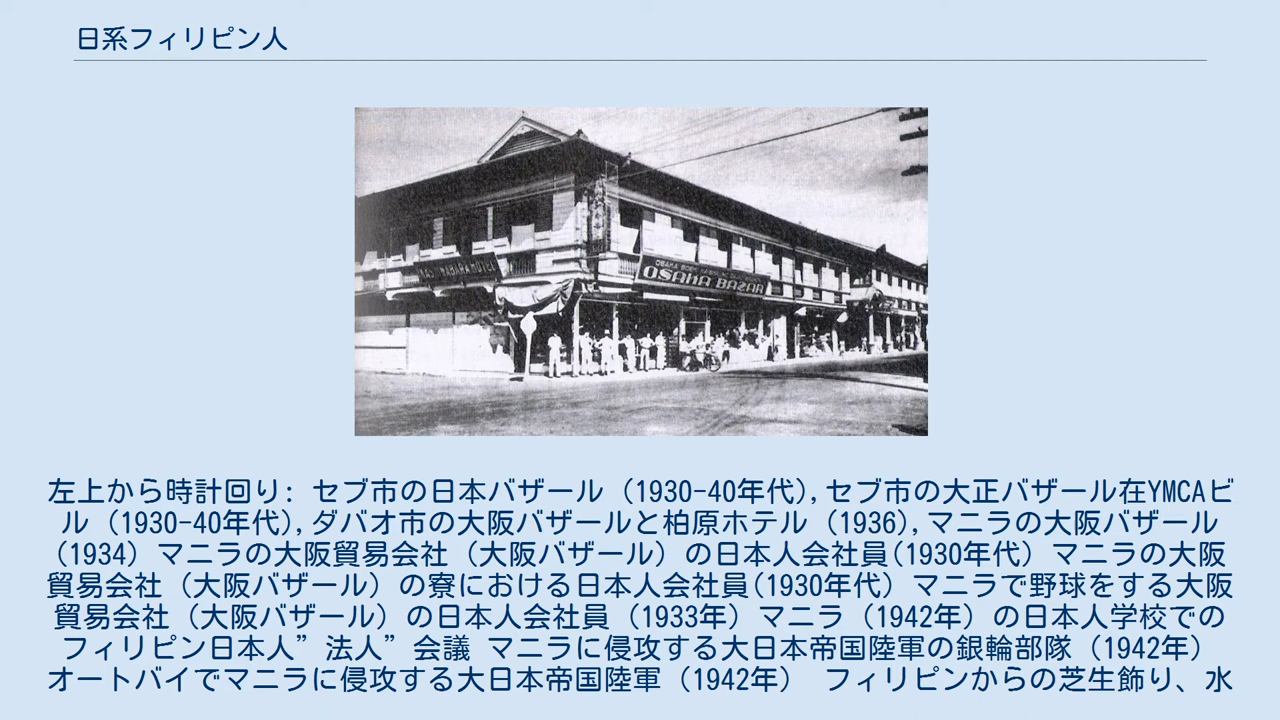 日系フィリピン人
OSAKA BAZAR
左上から時計回り: セブ市の日本バザール (1930-40年代),セブ市の大正バザール在YMCAビ
ル (1930-40年代),ダバオ市の大阪バザールと柏原ホテル (1936),マニラの大阪バザール
(1934) マニラの大阪貿易会社 (大阪バザール) の日本人会社員(1930年代) マニラの大阪
貿易会社 (大阪バザール) の寮における日本人会社員(1930年代) マニラで野球をする大阪
貿易会社 (大阪バザール) の日本人会社員 (1933年) マニラ (1942年) の日本人学校での
フィリピン日本人”法人”会議 マニラに侵攻する大日本帝国陸軍の銀輪部隊 (1942年)
オートバイでマニラに侵攻する大日本帝国陸軍 (1942年) フィリピンからの芝生飾り、水